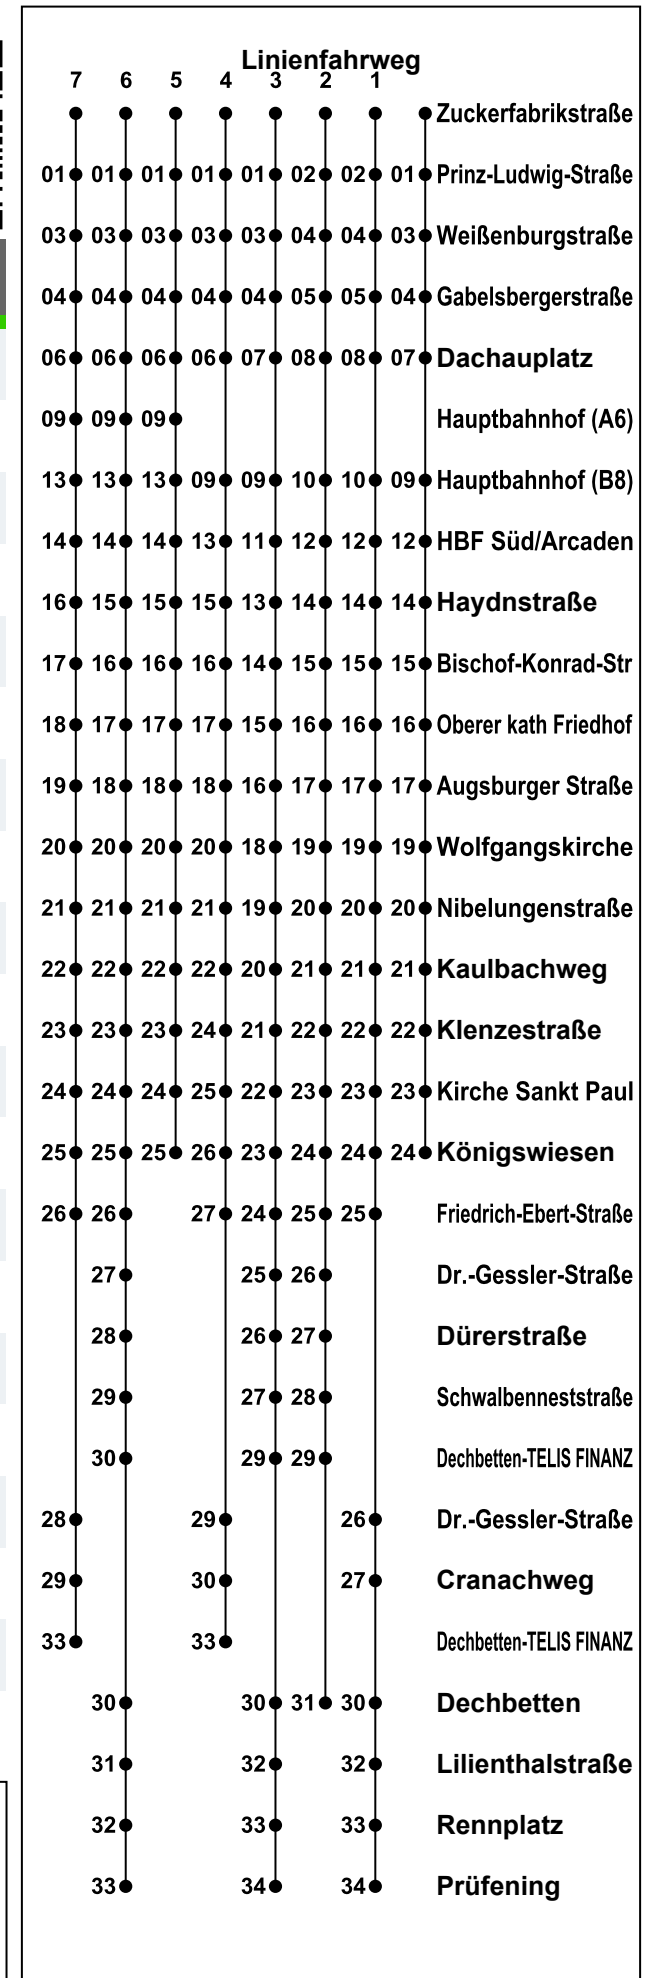 Linienfahrweg
7 6 5 4 3 2 1
Zuckerfabrikstraße
01 01 01 01 01 02 02 01 Prinz-Ludwig-Straße
03 03 03 03 03 04 04 03 Weißenburgstraße
04 04 04 04 04 05 05 04 Gabelsbergerstraße
06 06 06 06 07 08 08 07 Dachauplatz
09 09 09 Hauptbahnhof (A6)
13 13 13 09 09 10 10 09 Hauptbahnhof (B8)
14 14 14 13 11 12 12 12 HBF Süd/Arcaden
16 15 15 15 13 14 14 14 Haydnstraße
17 16 16 16 14 15 15 15 Bischof-Konrad-Str
18 17 17 17 15 16 16 16 Oberer kath Friedhof
19 18 18 18 16 17 17 17 Augsburger Straße
20 20 20 20 18 19 19 19 Wolfgangskirche
21 21 21 21 19 20 20 20 Nibelungenstraße
22 22 22 22 20 21 21 21 Kaulbachweg
23 23 23 24 21 22 22 22 Klenzestraße
24 24 24 25 22 23 23 23 Kirche Sankt Paul
25 25 25 26 23 24 24 24 Königswiesen
26 26 27 24 25 25 Friedrich-Ebert-Straße
27 25 26 Dr.-Gessler-Straße
28 26 27 Dürerstraße
29 27 28 Schwalbenneststraße
30 29 29 Dechbetten-TELIS FINANZ
28 29 26 Dr.-Gessler-Straße
29 30 27 Cranachweg
33 33 Dechbetten-TELIS FINANZ
30 30 31 30 Dechbetten
31 32 32 Lilienthalstraße
32 33 33 Rennplatz
33 34 34 Prüfening